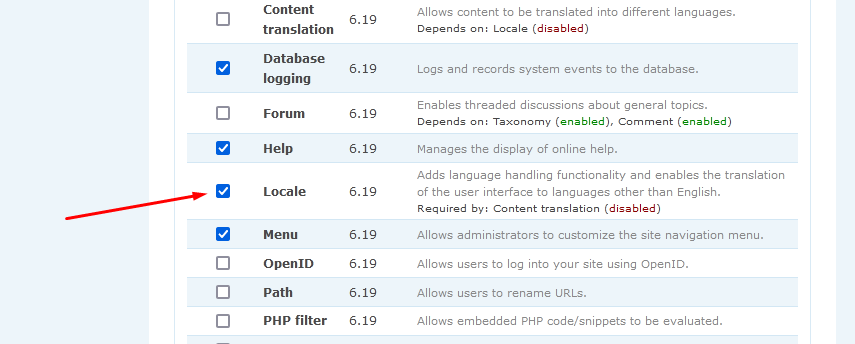 Content translation 6.19 Allows content to be translated into different languages.
Depends on: Locale (disabled)
Database logging 6.19 Logs and records system events to the database.
Forum 6.19 Enables threaded discussions about general topics.
Depends on: Taxonomy (enabled), Comment (enabled)
Help 6.19 Manages the display of online help.
Locale 6.19 Adds language handling functionality and enables the translation
of the user interface to languages other than English.
Required by: Content translation (disabled)
Menu 6.19 Allows administrators to customize the site navigation menu.
OpenID 6.19 Allows users to log into your site using OpenID.
Path 6.19 Allows users to rename URLs.
PHP filter 6.19 Allows embedded PHP code/snippets to be evaluated.